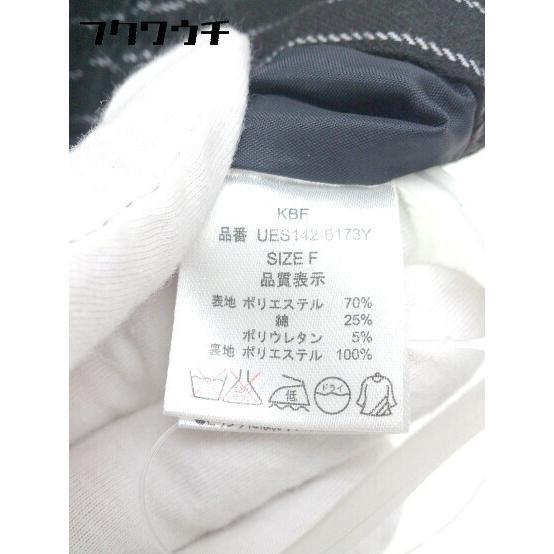 フクワウチ
KBF
品番 UES142-6173Y
SIZE F
品質表示
表地 ポリエステル 70%
綿 25%
ポリウレタン 5%
裏地 ポリエステル 100%
低 ドライ